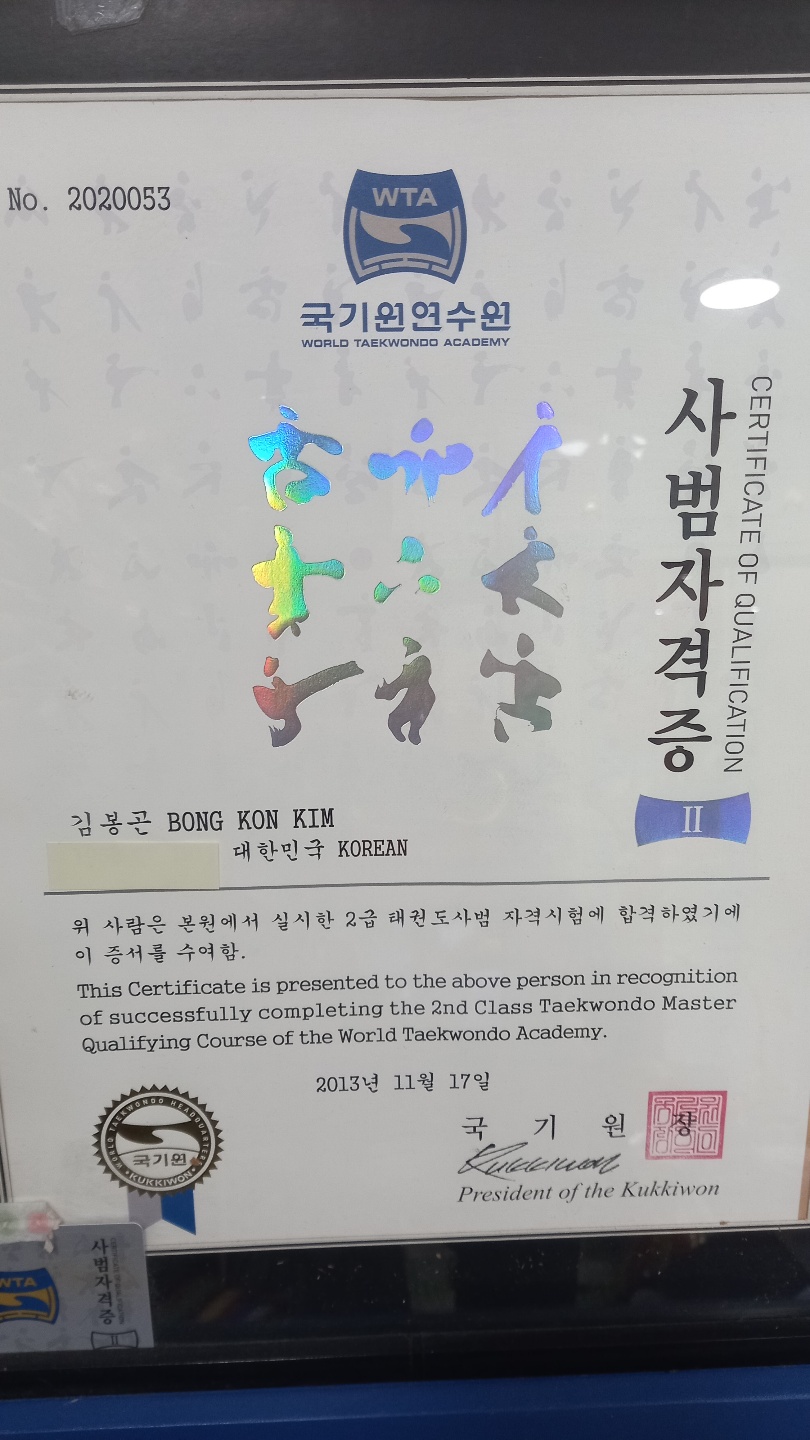 No. 2020053
WTA
국기원연수원
WORLD TAEKWONDO ACADEMY
사범자격증
CERTIFICATE OF QUALIFICATION
II
김봉곤 BONG KON KIM
대한민국 KOREAN
위 사람은 본원에서 실시한 2급 태권도사범 자격시험에 합격하였기에
이 증서를 수여함.
This Certificate is presented to the above person in recognition
of successfully completing the 2nd Class Taekwondo Master
Qualifying Course of the World Taekwondo Academy.
2013년 11월 17일
국 기 원 장
Kukkiwon
President of the Kukkiwon
WORLD TAEKWONDO HEADQUARTERS
국기원
KUKKIWON
WTA
사범자격증
II